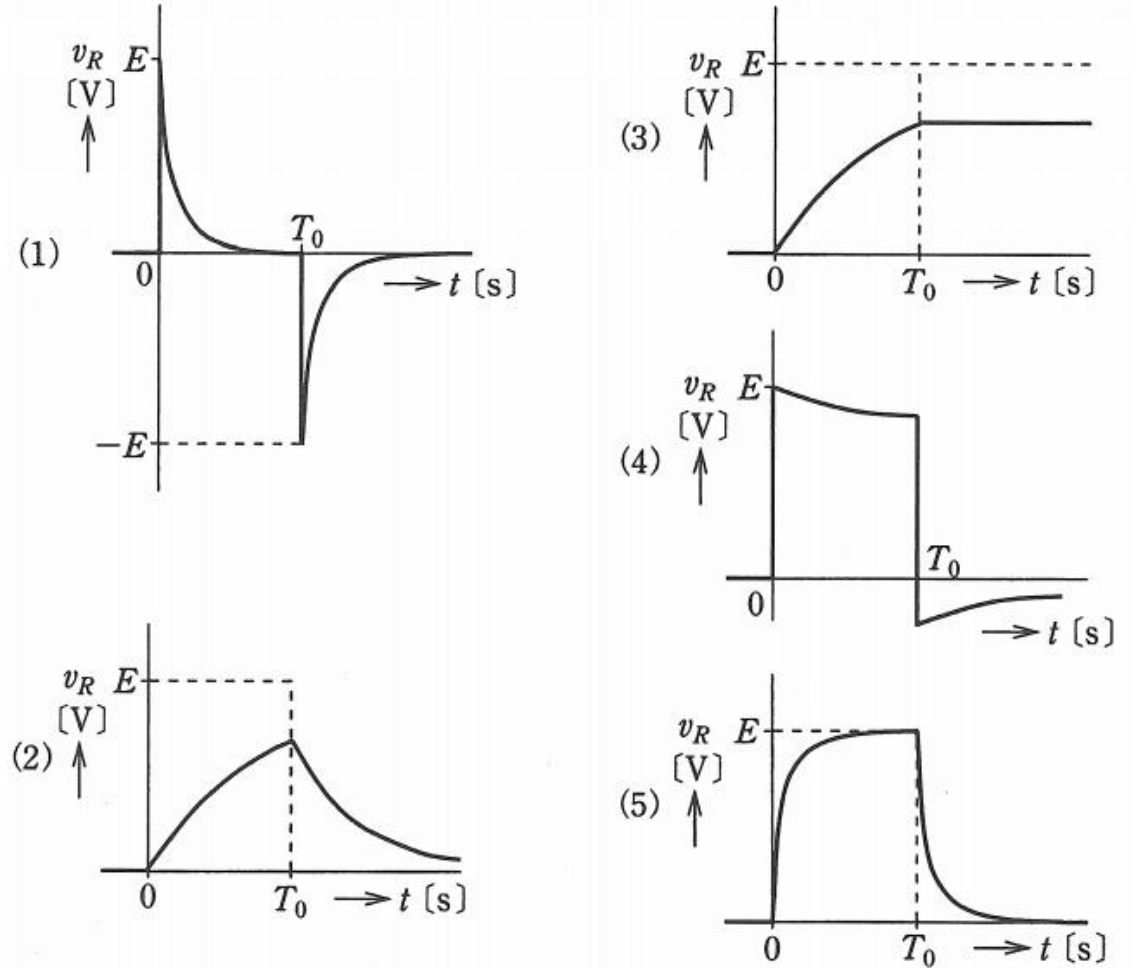 (1)
v_R
[V]
E
T_0
0
t [s]
−E
(2)
v_R
[V]
E
0
T_0
t [s]
(3)
v_R
[V]
E
0
T_0
t [s]
(4)
v_R
[V]
E
T_0
0
t [s]
(5)
v_R
[V]
E
0
T_0
t [s]